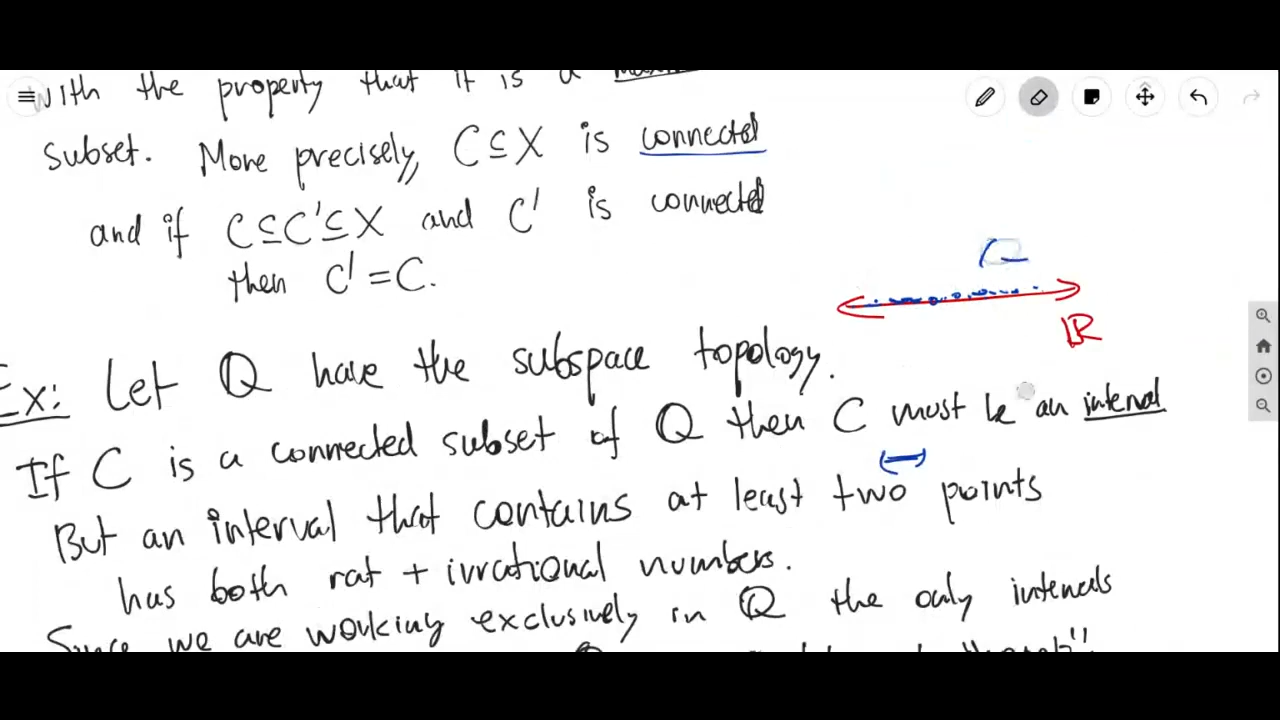 with the property that it is a
subset. More precisely, C ⊆ X is connected
and if C ⊆ C' ⊆ X and C' is connected
then C' = C.
Q
ℝ
Ex: Let Q have the subspace topology.
If C is a connected subset of Q then C must be an interval
But an interval that contains at least two points
has both rat + irrational numbers.
Since we are working exclusively in Q the only intervals